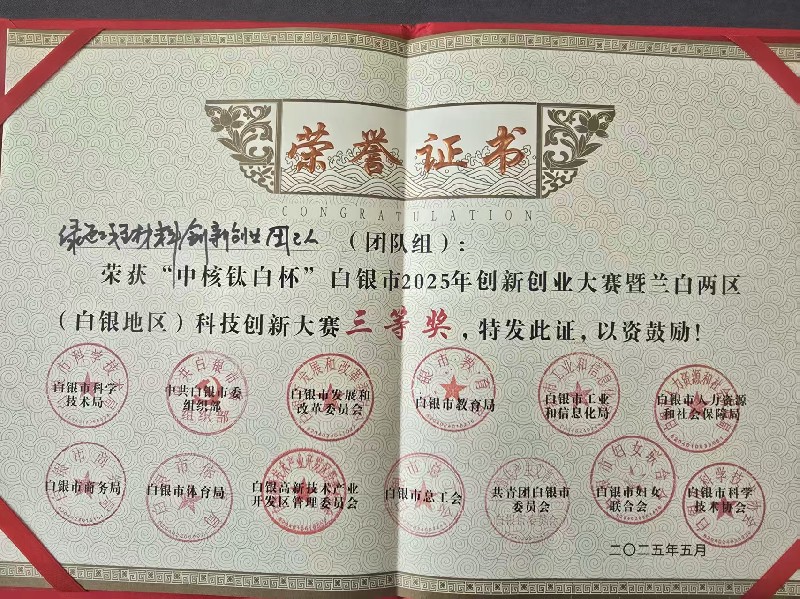 荣誉证书
CONGRATULATION
材料创新创业团队（团队组）：
荣获“中核钛白杯”白银市2025年创新创业大赛暨兰白两区
（白银地区）科技创新大赛三等奖，特发此证，以资鼓励！
白银市科学技术局 中共白银市委组织部 白银市发展和改革委员会 白银市教育局 白银市工业和信息化局 白银市人力资源和社会保障局
白银市商务局 白银市体育局 白银高新技术产业开发区管理委员会 白银市总工会 共青团白银市委员会 白银市妇女联合会 白银市科学技术协会
二〇二五年五月